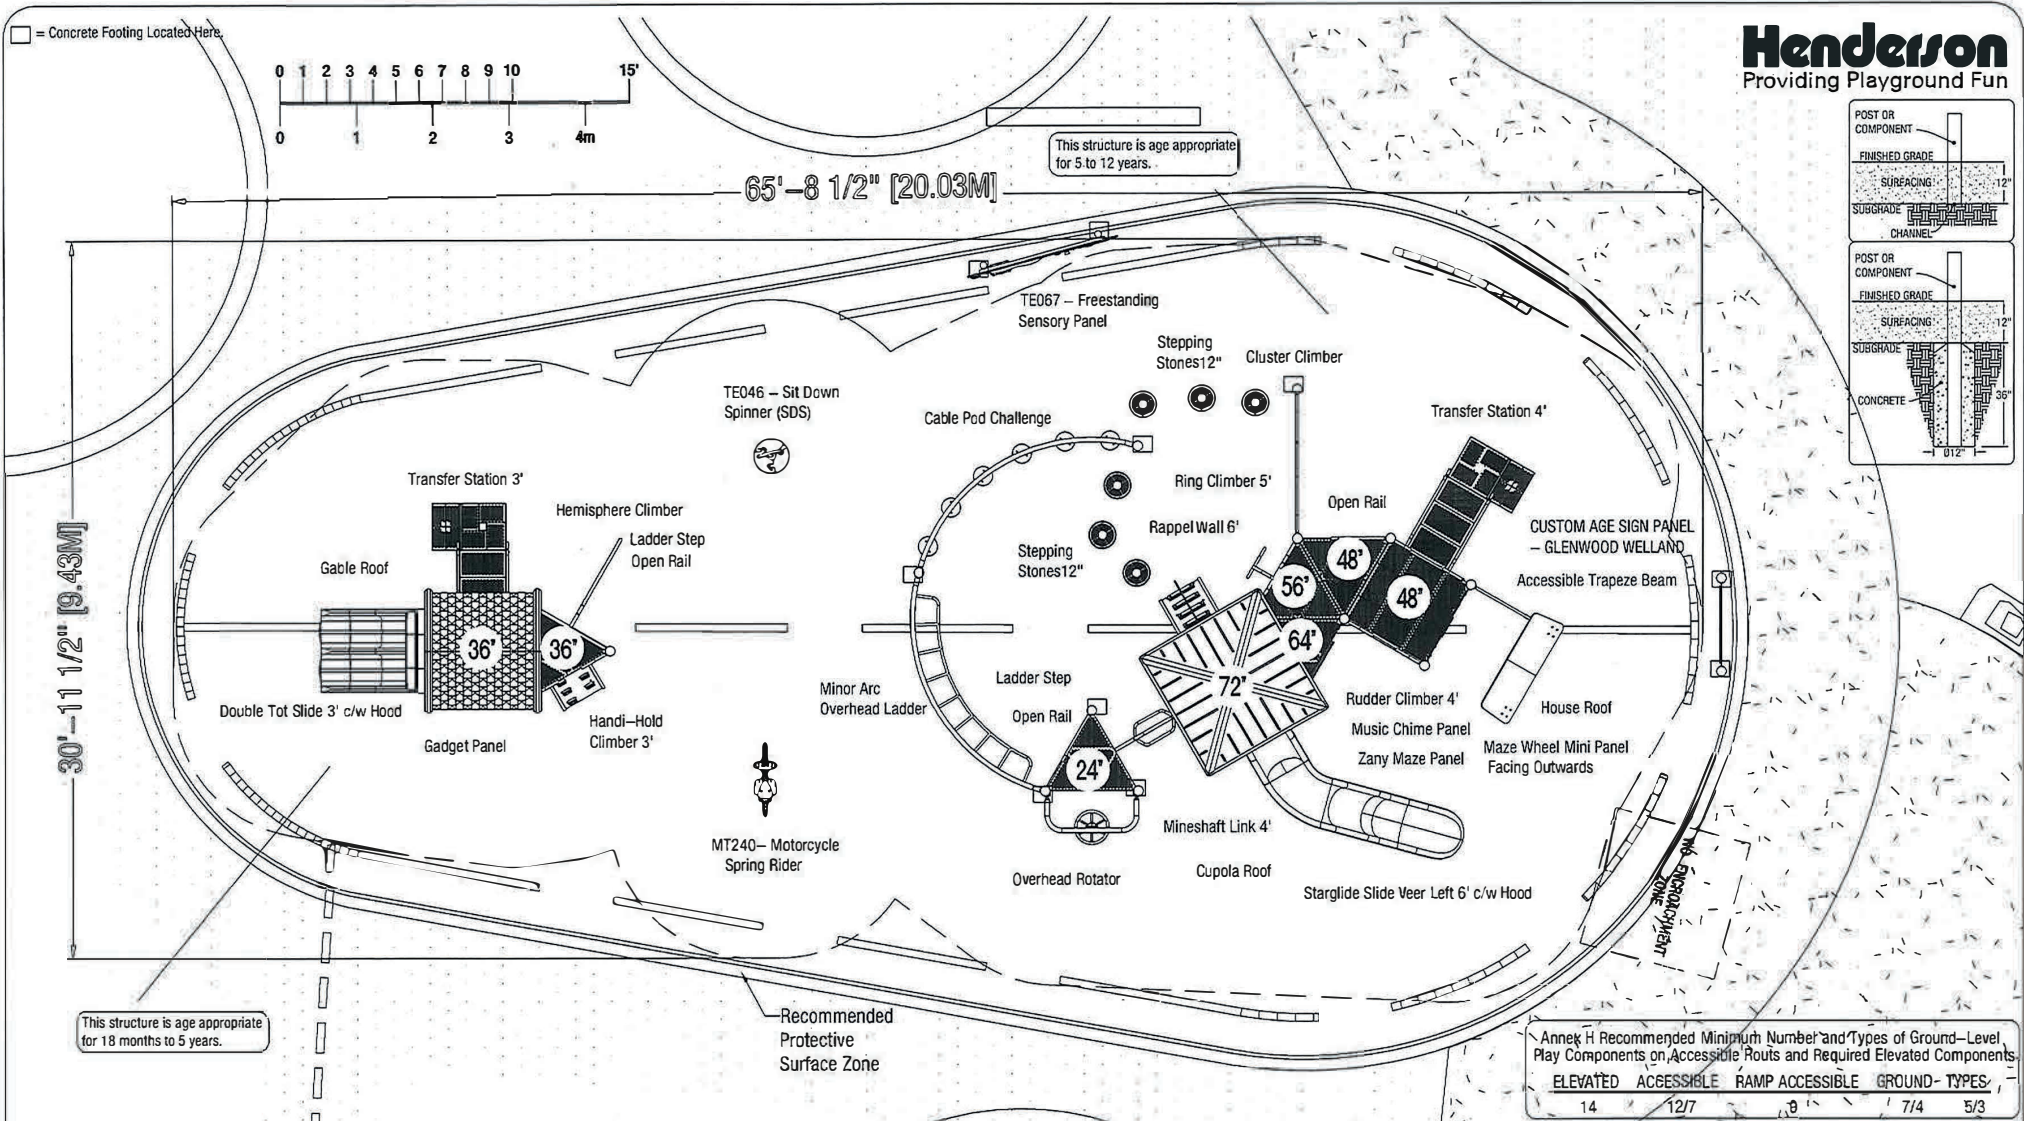 = Concrete Footing Located Here.
0 1 2 3 4 5 6 7 8 9 10 15'
0 1 2 3 4m
Henderson
Providing Playground Fun
This structure is age appropriate
for 5 to 12 years.
65'-8 1/2" [20.03M]
30'-11 1/2" [9.43M]
POST OR
COMPONENT
FINISHED GRADE
SURFACING
12"
SUBGRADE
CHANNEL
POST OR
COMPONENT
FINISHED GRADE
SURFACING
12"
SUBGRADE
CONCRETE
36"
Ø12"
TE067 – Freestanding
Sensory Panel
Stepping
Stones12"
Cluster Climber
TE046 – Sit Down
Spinner (SDS)
Cable Pod Challenge
Transfer Station 4'
Transfer Station 3'
Ring Climber 5'
Open Rail
Hemisphere Climber
Ladder Step
Open Rail
Rappel Wall 6'
CUSTOM AGE SIGN PANEL
– GLENWOOD WELLAND
Stepping
Stones12"
Gable Roof
Accessible Trapeze Beam
48"
56"
48"
36"
36"
64"
72"
24"
Ladder Step
Open Rail
Minor Arc
Overhead Ladder
Rudder Climber 4'
House Roof
Double Tot Slide 3' c/w Hood
Handi–Hold
Climber 3'
Gadget Panel
Music Chime Panel
Zany Maze Panel
Maze Wheel Mini Panel
Facing Outwards
Mineshaft Link 4'
MT240– Motorcycle
Spring Rider
Overhead Rotator
Cupola Roof
Starglide Slide Veer Left 6' c/w Hood
NO ENCROACHMENT
ZONE
This structure is age appropriate
for 18 months to 5 years.
Recommended
Protective
Surface Zone
Annex H Recommended Minimum Number and Types of Ground–Level
Play Components on Accessible Routs and Required Elevated Components
ELEVATED ACCESSIBLE RAMP ACCESSIBLE GROUND- TYPES
14 12/7 0 7/4 5/3